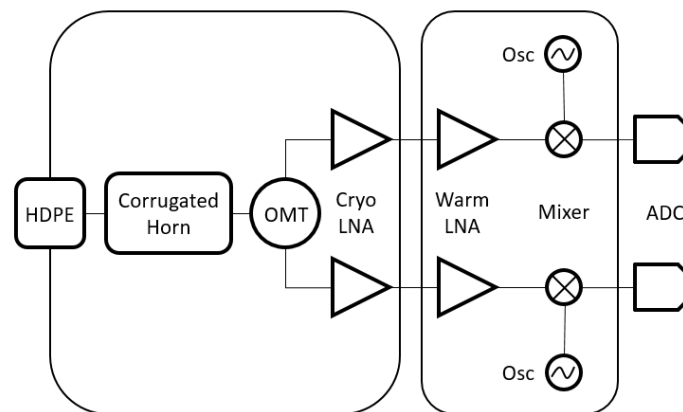 Osc
HDPE
Corrugated
Horn
OMT
Cryo
LNA
Warm
LNA
Mixer
ADC
Osc